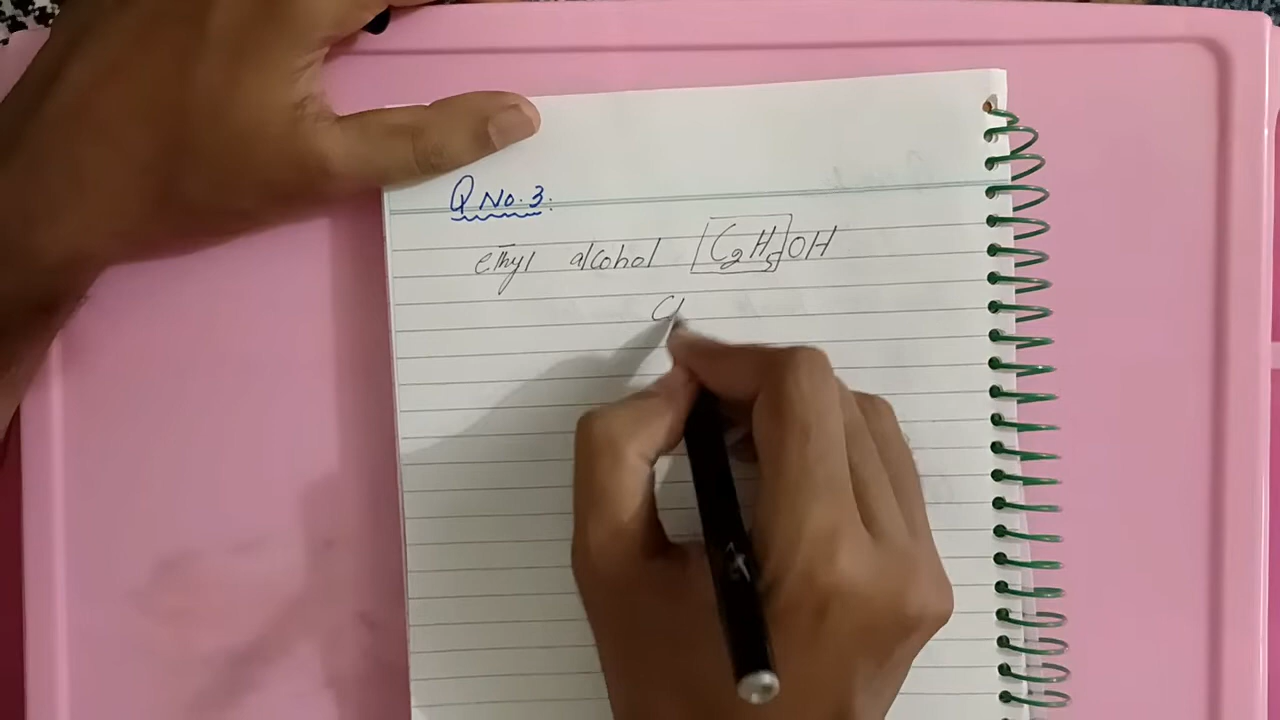 Q No. 3.
ethyl alcohol C₂H₅OH
C